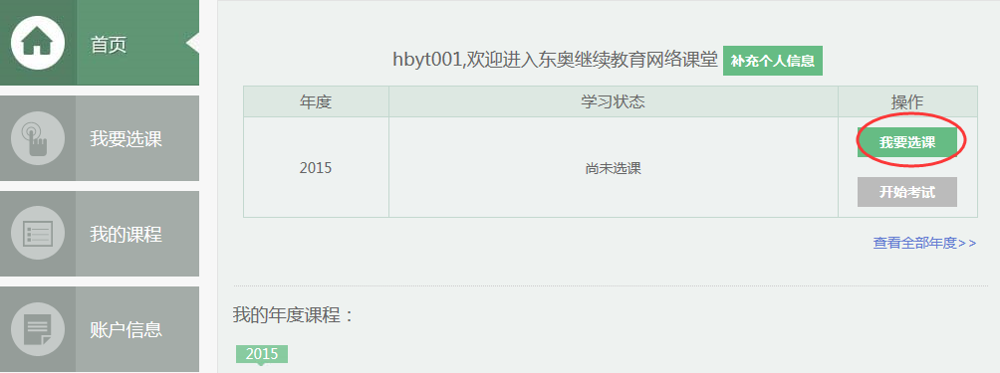 首页
我要选课
我的课程
账户信息
hbyt001,欢迎进入东奥继续教育网络课堂 补充个人信息
年度 学习状态 操作
2015 尚未选课 我要选课
开始考试
查看全部年度>>
我的年度课程：
2015